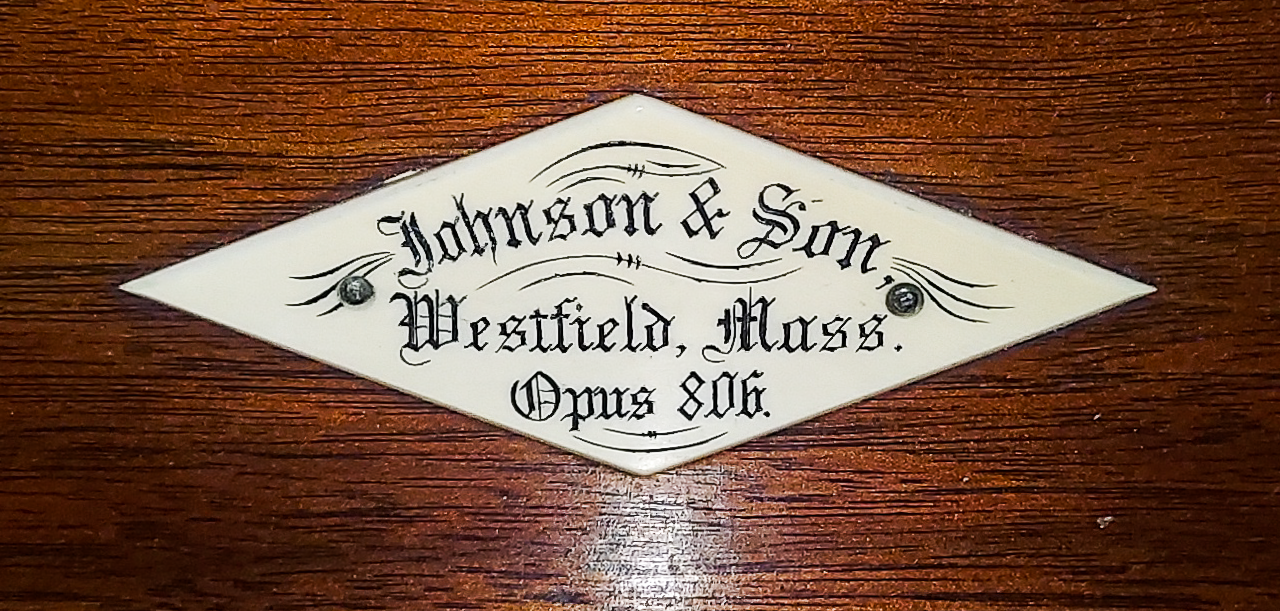 Johnson & Son,
Westfield, Mass.
Opus 806.